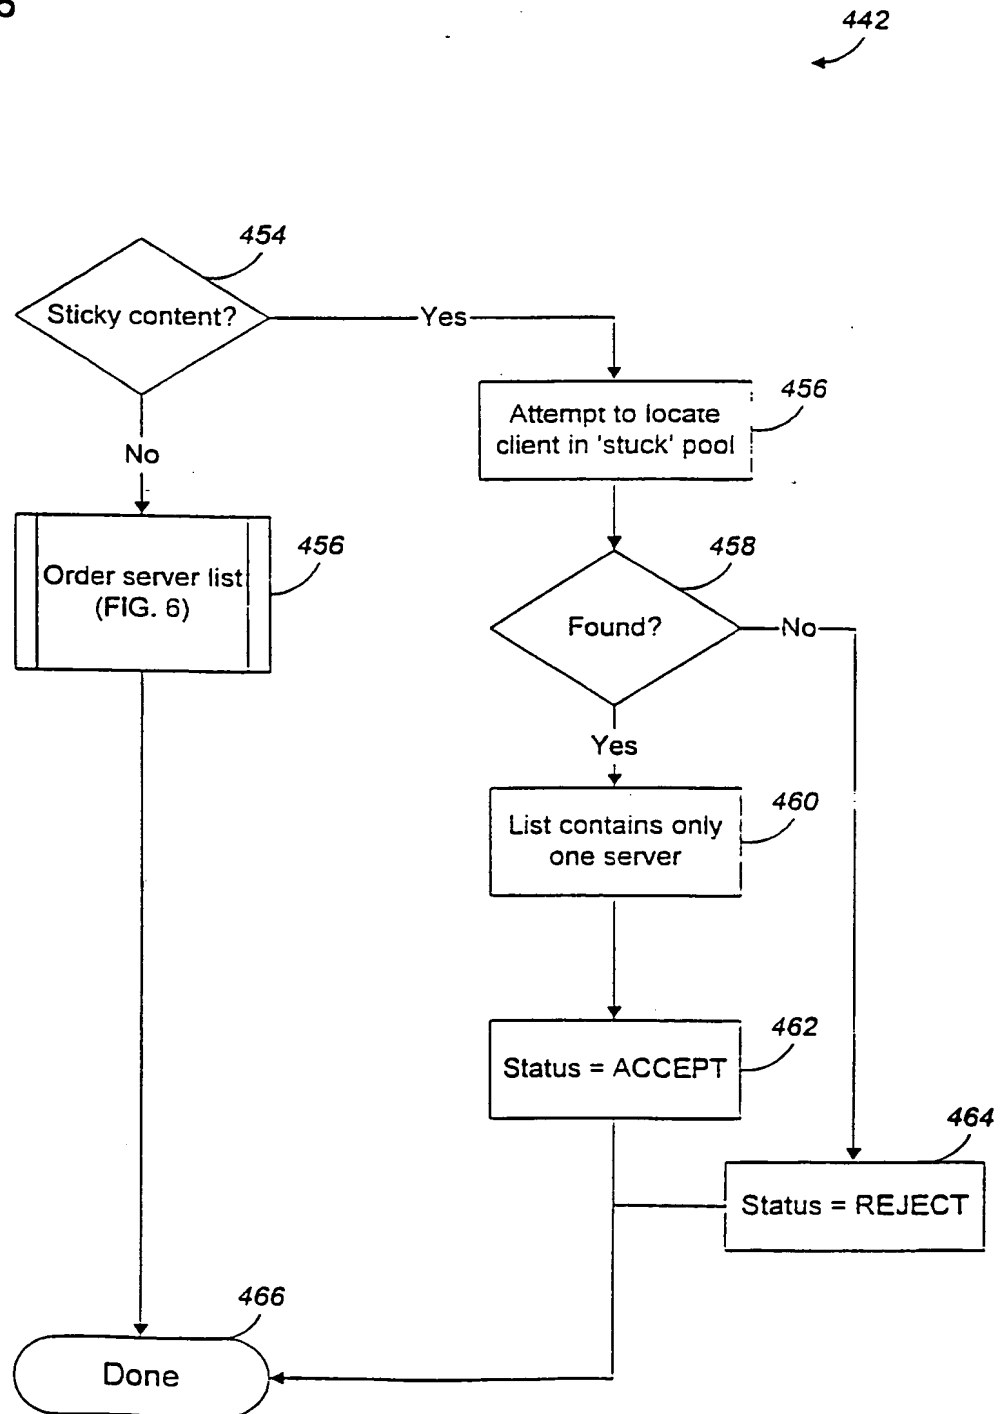 442
454
Sticky content?
Yes
456
Attempt to locate
client in 'stuck' pool
No
456
Order server list
(FIG. 6)
458
Found?
No
Yes
460
List contains only
one server
462
Status = ACCEPT
464
Status = REJECT
466
Done